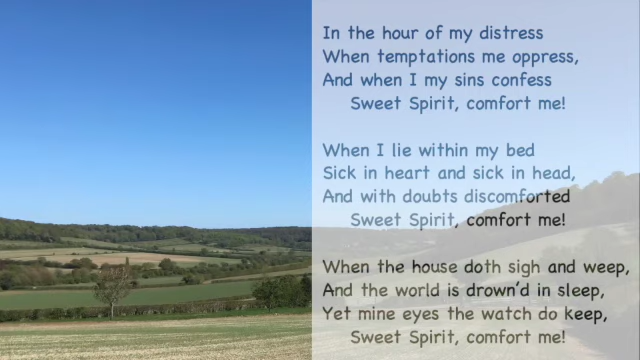 In the hour of my distress
When temptations me oppress,
And when I my sins confess
Sweet Spirit, comfort me!
When I lie within my bed
Sick in heart and sick in head,
And with doubts discomforted
Sweet Spirit, comfort me!
When the house doth sigh and weep,
And the world is drown’d in sleep,
Yet mine eyes the watch do keep,
Sweet Spirit, comfort me!